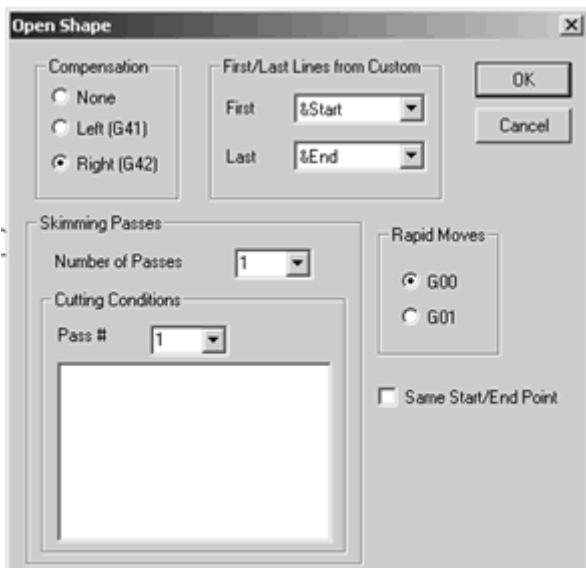 Open Shape
Compensation
None
Left (G41)
Right (G42)
First/Last Lines from Custom
First &Start
Last &End
OK
Cancel
Skimming Passes
Number of Passes 1
Cutting Conditions
Pass # 1
Rapid Moves
G00
G01
Same Start/End Point